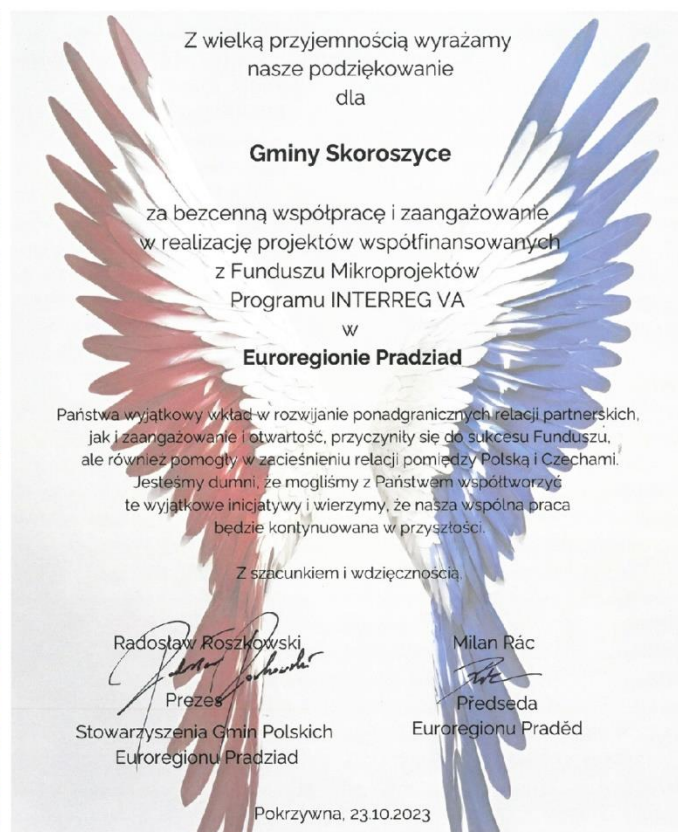 Z wielką przyjemnością wyrażamy
nasze podziękowanie
dla
Gminy Skoroszyce
za bezcenną współpracę i zaangażowanie
w realizację projektów współfinansowanych
z Funduszu Mikroprojektów
Programu INTERREG VA
w
Euroregionie Pradziad
Państwa wyjątkowy wkład w rozwijanie ponadgranicznych relacji partnerskich,
jak i zaangażowanie i otwartość, przyczyniły się do sukcesu Funduszu,
ale również pomogły w zacieśnieniu relacji pomiędzy Polską i Czechami.
Jesteśmy dumni, że mogliśmy z Państwem współtworzyć
te wyjątkowe inicjatywy i wierzymy, że nasza wspólna praca
będzie kontynuowana w przyszłości.
Z szacunkiem i wdzięcznością,
Radosław Roszkowski
Prezes
Stowarzyszenia Gmin Polskich
Euroregionu Pradziad
Milan Rác
Předseda
Euroregionu Praděd
Pokrzywna, 23.10.2023